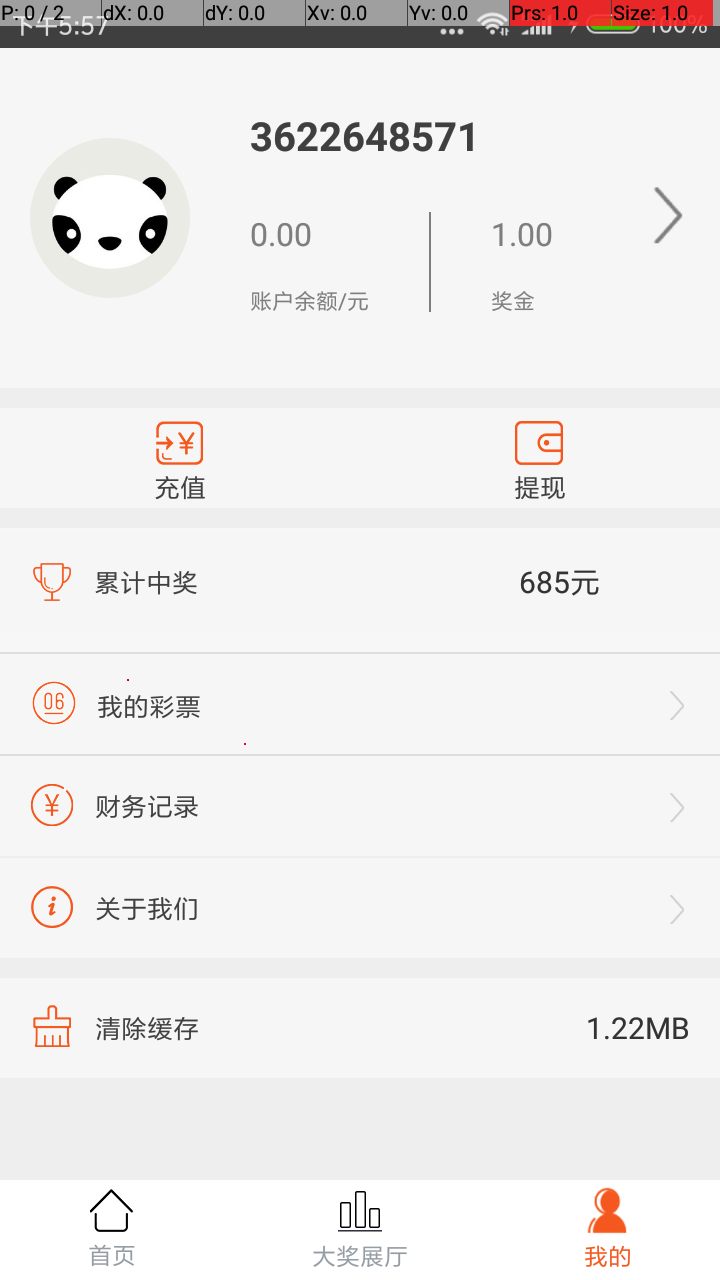 P: 0 / 2 dX: 0.0 dY: 0.0 Xv: 0.0 Yv: 0.0 Prs: 1.0 Size: 1.0
下午5:57 100%
3622648571
0.00 1.00
账户余额/元 奖金
充值 提现
累计中奖 685元
06 我的彩票
财务记录
关于我们
清除缓存 1.22MB
首页 大奖展厅 我的